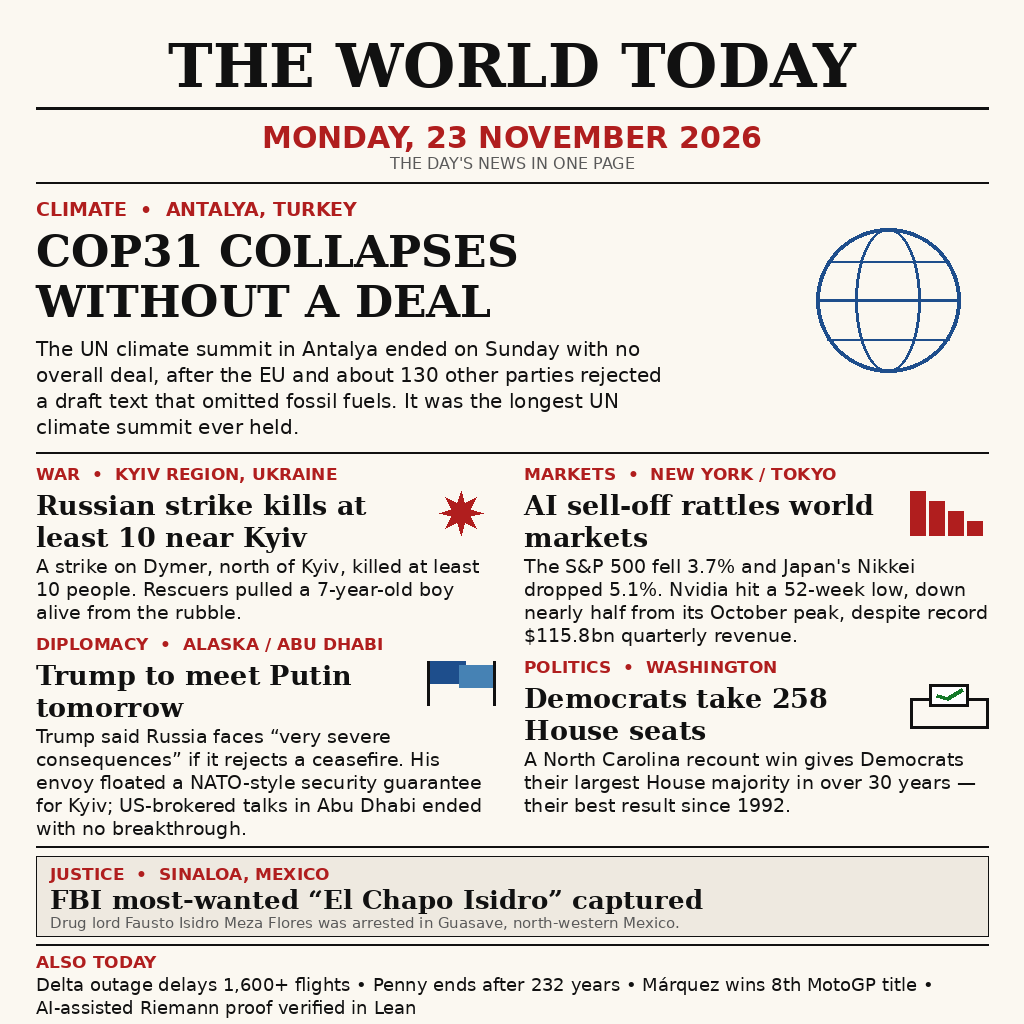 THE WORLD TODAY
MONDAY, 23 NOVEMBER 2026
THE DAY'S NEWS IN ONE PAGE
CLIMATE • ANTALYA, TURKEY
COP31 COLLAPSES
WITHOUT A DEAL
The UN climate summit in Antalya ended on Sunday with no
overall deal, after the EU and about 130 other parties rejected
a draft text that omitted fossil fuels. It was the longest UN
climate summit ever held.
WAR • KYIV REGION, UKRAINE
Russian strike kills at
least 10 near Kyiv
A strike on Dymer, north of Kyiv, killed at least
10 people. Rescuers pulled a 7-year-old boy
alive from the rubble.
DIPLOMACY • ALASKA / ABU DHABI
Trump to meet Putin
tomorrow
Trump said Russia faces “very severe
consequences” if it rejects a ceasefire. His
envoy floated a NATO-style security guarantee
for Kyiv; US-brokered talks in Abu Dhabi ended
with no breakthrough.
MARKETS • NEW YORK / TOKYO
AI sell-off rattles world
markets
The S&P 500 fell 3.7% and Japan's Nikkei
dropped 5.1%. Nvidia hit a 52-week low, down
nearly half from its October peak, despite record
$115.8bn quarterly revenue.
POLITICS • WASHINGTON
Democrats take 258
House seats
A North Carolina recount win gives Democrats
their largest House majority in over 30 years —
their best result since 1992.
JUSTICE • SINALOA, MEXICO
FBI most-wanted “El Chapo Isidro” captured
Drug lord Fausto Isidro Meza Flores was arrested in Guasave, north-western Mexico.
ALSO TODAY
Delta outage delays 1,600+ flights • Penny ends after 232 years • Márquez wins 8th MotoGP title •
AI-assisted Riemann proof verified in Lean